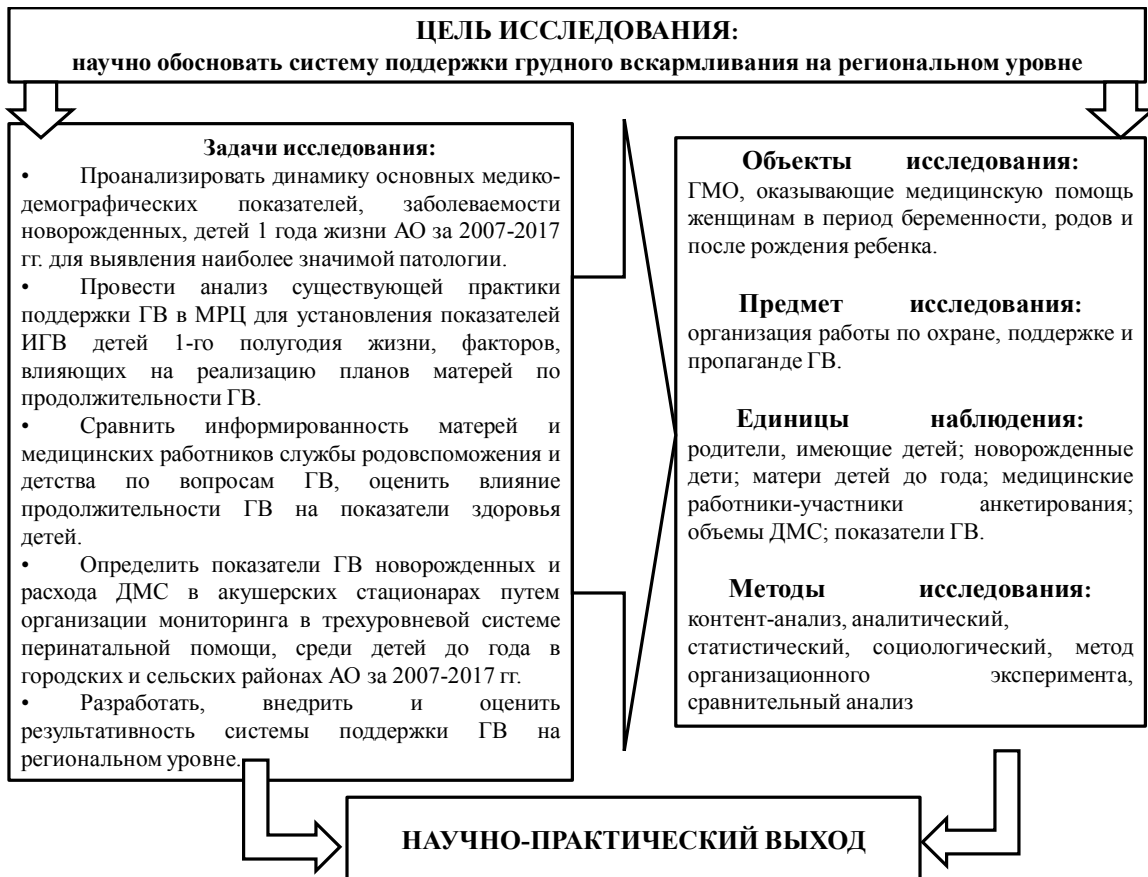 ЦЕЛЬ ИССЛЕДОВАНИЯ:
научно обосновать систему поддержки грудного вскармливания на региональном уровне
Задачи исследования:
• Проанализировать динамику основных медико-
демографических показателей, заболеваемости
новорожденных, детей 1 года жизни АО за 2007-2017
гг. для выявления наиболее значимой патологии.
• Провести анализ существующей практики
поддержки ГВ в МРЦ для установления показателей
ИГВ детей 1-го полугодия жизни, факторов,
влияющих на реализацию планов матерей по
продолжительности ГВ.
• Сравнить информированность матерей и
медицинских работников службы родовспоможения и
детства по вопросам ГВ, оценить влияние
продолжительности ГВ на показатели здоровья
детей.
• Определить показатели ГВ новорожденных и
расхода ДМС в акушерских стационарах путем
организации мониторинга в трехуровневой системе
перинатальной помощи, среди детей до года в
городских и сельских районах АО за 2007-2017 гг.
• Разработать, внедрить и оценить
результативность системы поддержки ГВ на
региональном уровне.
Объекты исследования:
ГМО, оказывающие медицинскую помощь
женщинам в период беременности, родов и
после рождения ребенка.
Предмет исследования:
организация работы по охране, поддержке и
пропаганде ГВ.
Единицы наблюдения:
родители, имеющие детей; новорожденные
дети; матери детей до года; медицинские
работники-участники анкетирования;
объемы ДМС; показатели ГВ.
Методы исследования:
контент-анализ, аналитический,
статистический, социологический, метод
организационного эксперимента,
сравнительный анализ
НАУЧНО-ПРАКТИЧЕСКИЙ ВЫХОД